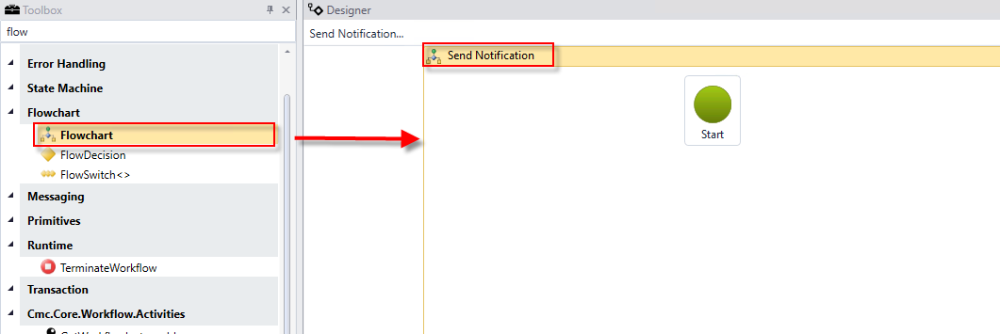 Toolbox
flow
Error Handling
State Machine
Flowchart
Flowchart
FlowDecision
FlowSwitch<>
Messaging
Primitives
Runtime
TerminateWorkflow
Transaction
Cmc.Core.Workflow.Activities
Designer
Send Notification...
Send Notification
Start